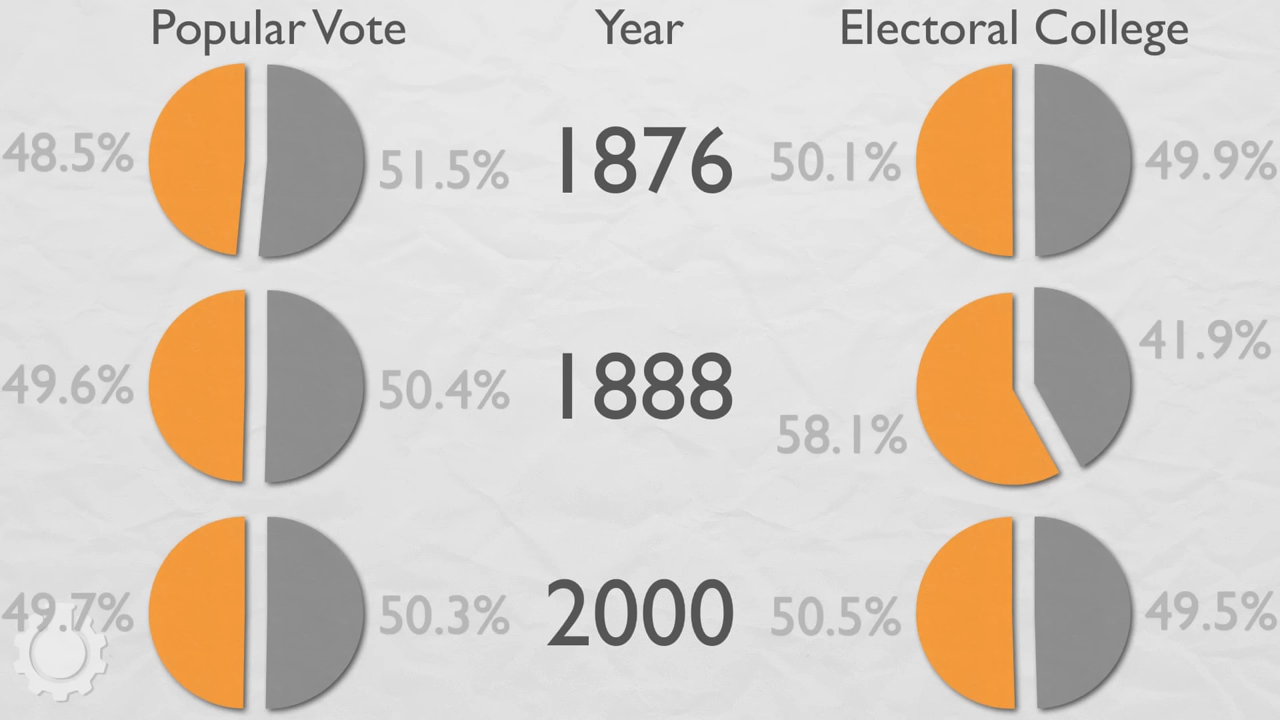 Popular Vote Year Electoral College
48.5% 51.5% 1876 50.1% 49.9%
49.6% 50.4% 1888 58.1% 41.9%
49.7% 50.3% 2000 50.5% 49.5%